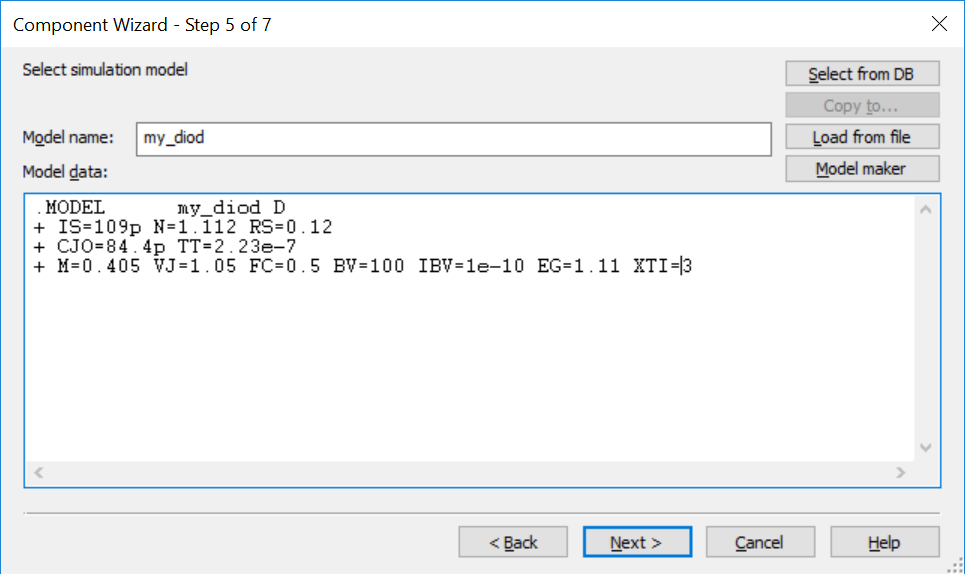 Component Wizard - Step 5 of 7
Select simulation model
Select from DB
Copy to...
Model name:
my_diod
Load from file
Model data:
Model maker
.MODEL my_diod D
+ IS=109p N=1.112 RS=0.12
+ CJO=84.4p TT=2.23e-7
+ M=0.405 VJ=1.05 FC=0.5 BV=100 IBV=1e-10 EG=1.11 XTI=3
< Back
Next >
Cancel
Help